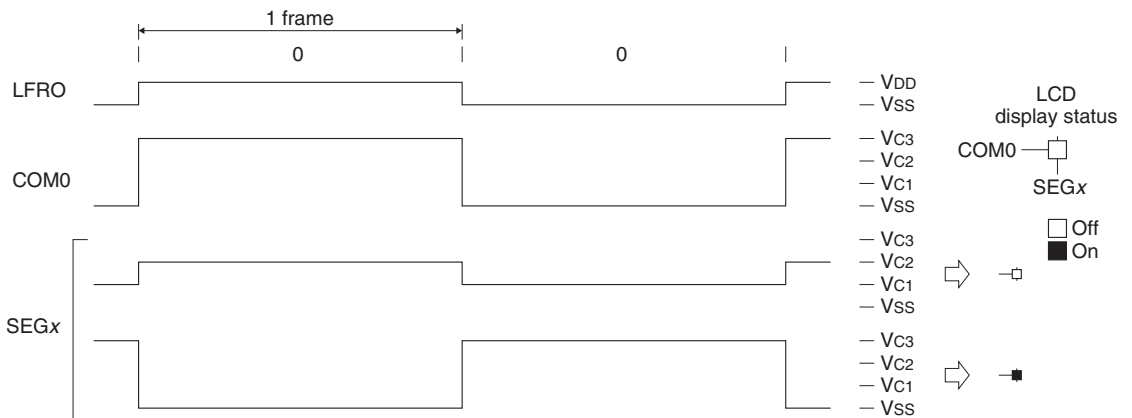 1 frame
0 0
LFRO
VDD
VSS
LCD
display status
COM0
SEGx
Off
On
COM0
VC3
VC2
VC1
VSS
SEGx
VC3
VC2
VC1
VSS
VC3
VC2
VC1
VSS